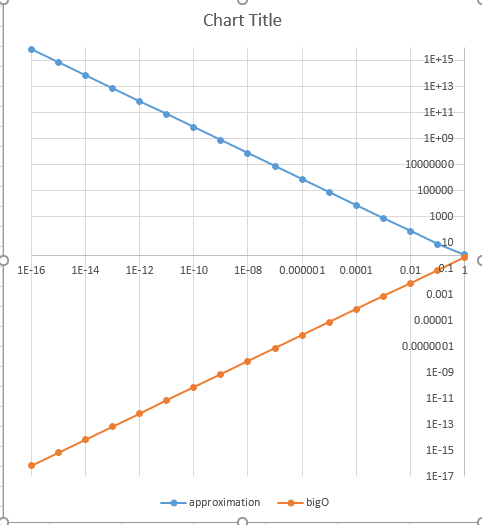 Chart Title
1E+15
1E+13
1E+11
1E+09
10000000
100000
1000
10
1E-16 1E-14 1E-12 1E-10 1E-08 0.000001 0.0001 0.01 1
0.1
0.001
0.00001
0.0000001
1E-09
1E-11
1E-13
1E-15
1E-17
approximation bigO